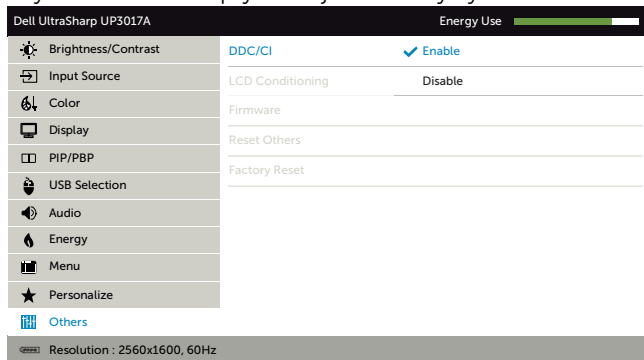 Dell UltraSharp UP3017A Energy Use
Brightness/Contrast DDC/CI Enable
Input Source LCD Conditioning Disable
Color Firmware
Display Reset Others
PIP/PBP Factory Reset
USB Selection
Audio
Energy
Menu
Personalize
Others
Resolution : 2560x1600, 60Hz